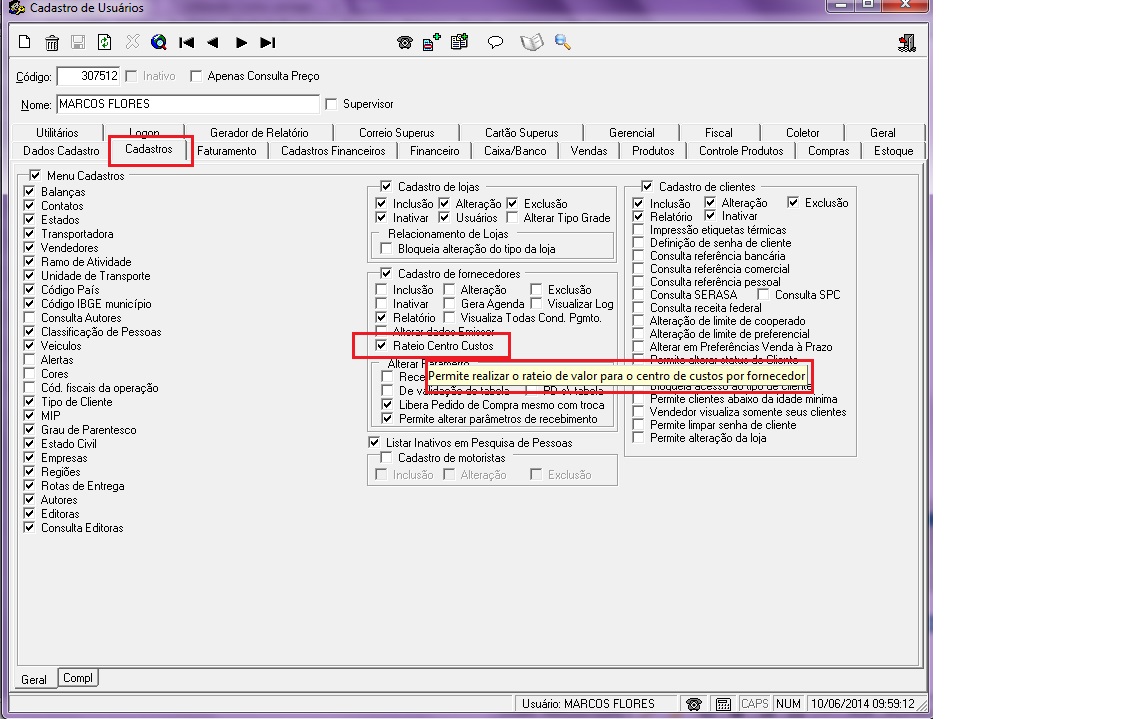 Cadastro de Usuários
Código: 307512 Inativo Apenas Consulta Preço
Nome: MARCOS FLORES Supervisor
Utilitários Logon Gerador de Relatório Correio Superus Cartão Superus Gerencial Fiscal Coletor Geral
Dados Cadastro Cadastros Faturamento Cadastros Financeiros Financeiro Caixa/Banco Vendas Produtos Controle Produtos Compras Estoque
Menu Cadastros
Balanças
Contatos
Estados
Transportadora
Vendedores
Ramo de Atividade
Unidade de Transporte
Código País
Código IBGE município
Consulta Autores
Classificação de Pessoas
Veiculos
Alertas
Cores
Cód. fiscais da operação
Tipo de Cliente
MIP
Grau de Parentesco
Estado Civil
Empresas
Regiões
Rotas de Entrega
Autores
Editoras
Consulta Editoras
Cadastro de lojas
Inclusão Alteração Exclusão
Inativar Usuários Alterar Tipo Grade
Relacionamento de Lojas
Bloqueia alteração do tipo da loja
Cadastro de fornecedores
Inclusão Alteração Exclusão
Inativar Gera Agenda Visualizar Log
Relatório Visualiza Todas Cond. Pgmto.
Alterar dados Emissor
Rateio Centro Custos
Alterar Parametro
Permite realizar o rateio de valor para o centro de custos por fornecedor
De validação de tabela
Libera Pedido de Compra mesmo com troca
Permite alterar parâmetros de recebimento
Listar Inativos em Pesquisa de Pessoas
Cadastro de motoristas
Inclusão Alteração Exclusão
Cadastro de clientes
Inclusão Alteração Exclusão
Relatório Inativar
Impressão etiquetas térmicas
Definição de senha de cliente
Consulta referência bancária
Consulta referência comercial
Consulta referência pessoal
Consulta SERASA Consulta SPC
Consulta receita federal
Alteração de limite de cooperado
Alteração de limite de preferencial
Alterar em Preferências Venda à Prazo
Permite alterar status do Cliente
Bloqueia acesso ao tipo de cliente
Permite clientes abaixo da idade minima
Vendedor visualiza somente seus clientes
Permite limpar senha de cliente
Permite alteração da loja
Geral Compl
Usuário: MARCOS FLORES CAPS NUM 10/06/2014 09:59:12